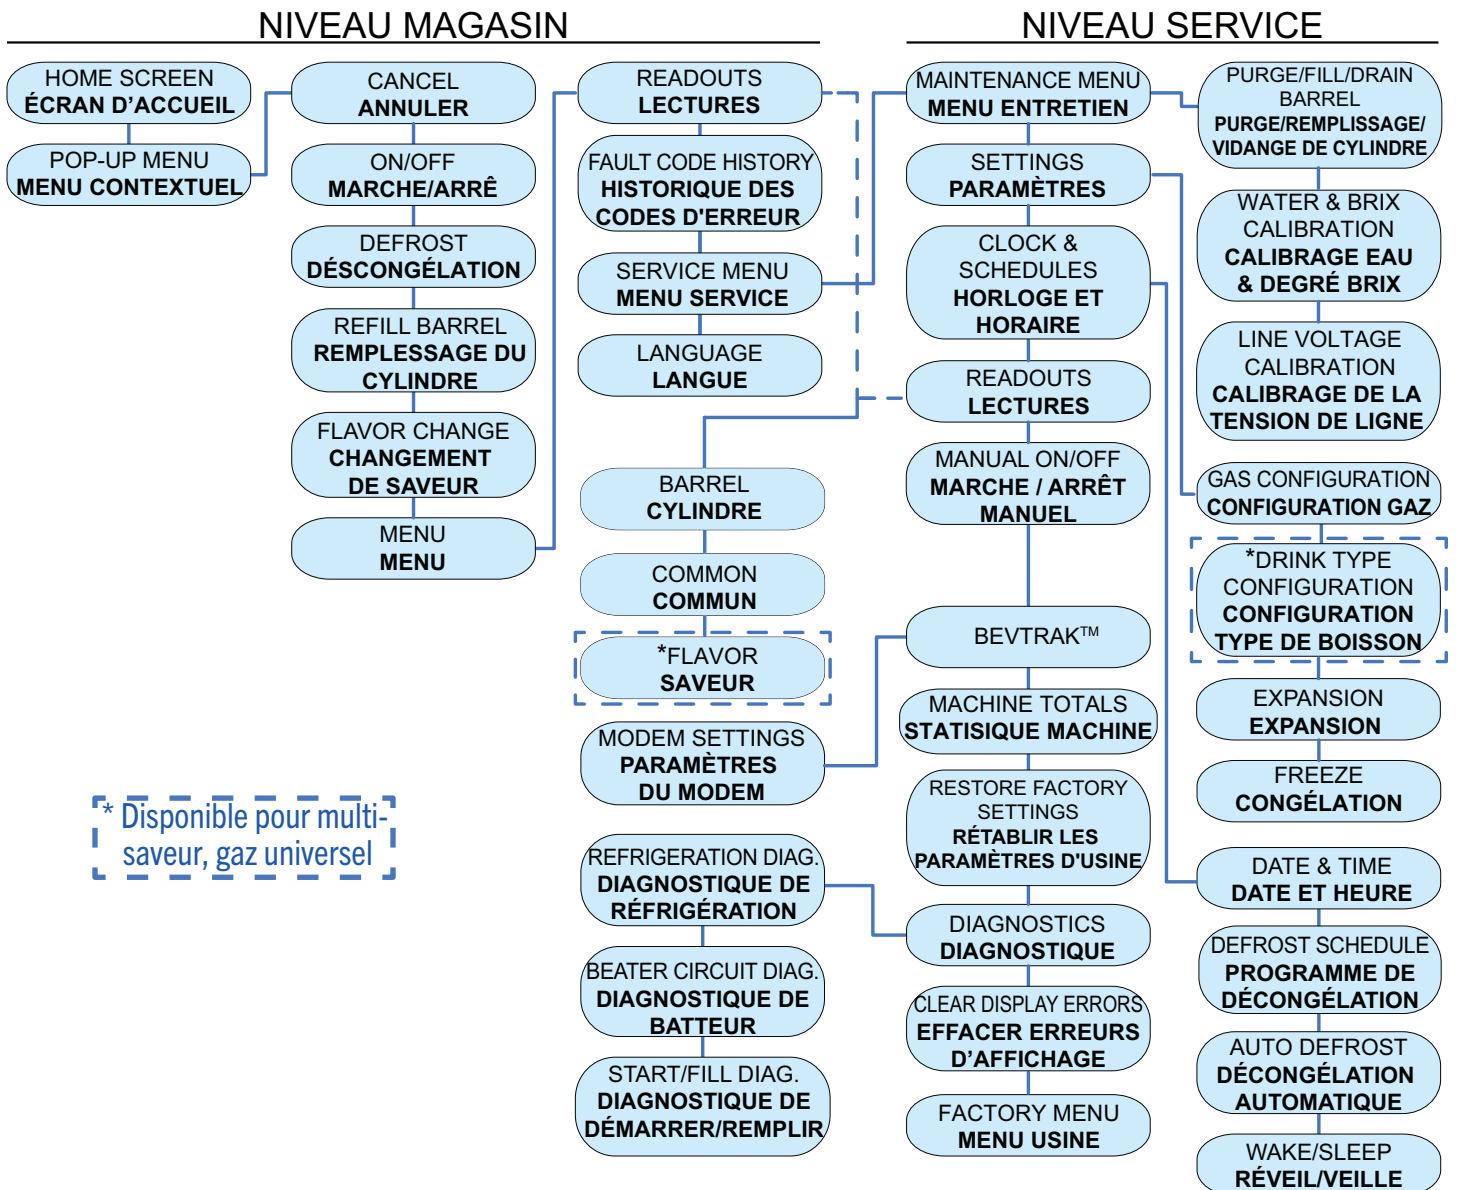 NIVEAU MAGASIN
HOME SCREEN
ÉCRAN D’ACCUEIL
POP-UP MENU
MENU CONTEXTUEL
CANCEL
ANNULER
ON/OFF
MARCHE/ARRÊ
DEFROST
DÉSCONGÉLATION
REFILL BARREL
REMPLESSAGE DU
CYLINDRE
FLAVOR CHANGE
CHANGEMENT
DE SAVEUR
MENU
MENU
READOUTS
LECTURES
FAULT CODE HISTORY
HISTORIQUE DES
CODES D'ERREUR
SERVICE MENU
MENU SERVICE
LANGUAGE
LANGUE
BARREL
CYLINDRE
COMMON
COMMUN
*FLAVOR
SAVEUR
MODEM SETTINGS
PARAMÈTRES
DU MODEM
REFRIGERATION DIAG.
DIAGNOSTIQUE DE
RÉFRIGÉRATION
BEATER CIRCUIT DIAG.
DIAGNOSTIQUE DE
BATTEUR
START/FILL DIAG.
DIAGNOSTIQUE DE
DÉMARRER/REMPLIR
* Disponible pour multi-
saveur, gaz universel
NIVEAU SERVICE
MAINTENANCE MENU
MENU ENTRETIEN
SETTINGS
PARAMÈTRES
CLOCK &
SCHEDULES
HORLOGE ET
HORAIRE
READOUTS
LECTURES
MANUAL ON/OFF
MARCHE / ARRÊT
MANUEL
BEVTRAK™
MACHINE TOTALS
STATISIQUE MACHINE
RESTORE FACTORY
SETTINGS
RÉTABLIR LES
PARAMÈTRES D'USINE
DIAGNOSTICS
DIAGNOSTIQUE
CLEAR DISPLAY ERRORS
EFFACER ERREURS
D’AFFICHAGE
FACTORY MENU
MENU USINE
PURGE/FILL/DRAIN
BARREL
PURGE/REMPLISSAGE/
VIDANGE DE CYLINDRE
WATER & BRIX
CALIBRATION
CALIBRAGE EAU
& DEGRÉ BRIX
LINE VOLTAGE
CALIBRATION
CALIBRAGE DE LA
TENSION DE LIGNE
GAS CONFIGURATION
CONFIGURATION GAZ
*DRINK TYPE
CONFIGURATION
CONFIGURATION
TYPE DE BOISSON
EXPANSION
EXPANSION
FREEZE
CONGÉLATION
DATE & TIME
DATE ET HEURE
DEFROST SCHEDULE
PROGRAMME DE
DÉCONGÉLATION
AUTO DEFROST
DÉCONGÉLATION
AUTOMATIQUE
WAKE/SLEEP
RÉVEIL/VEILLE